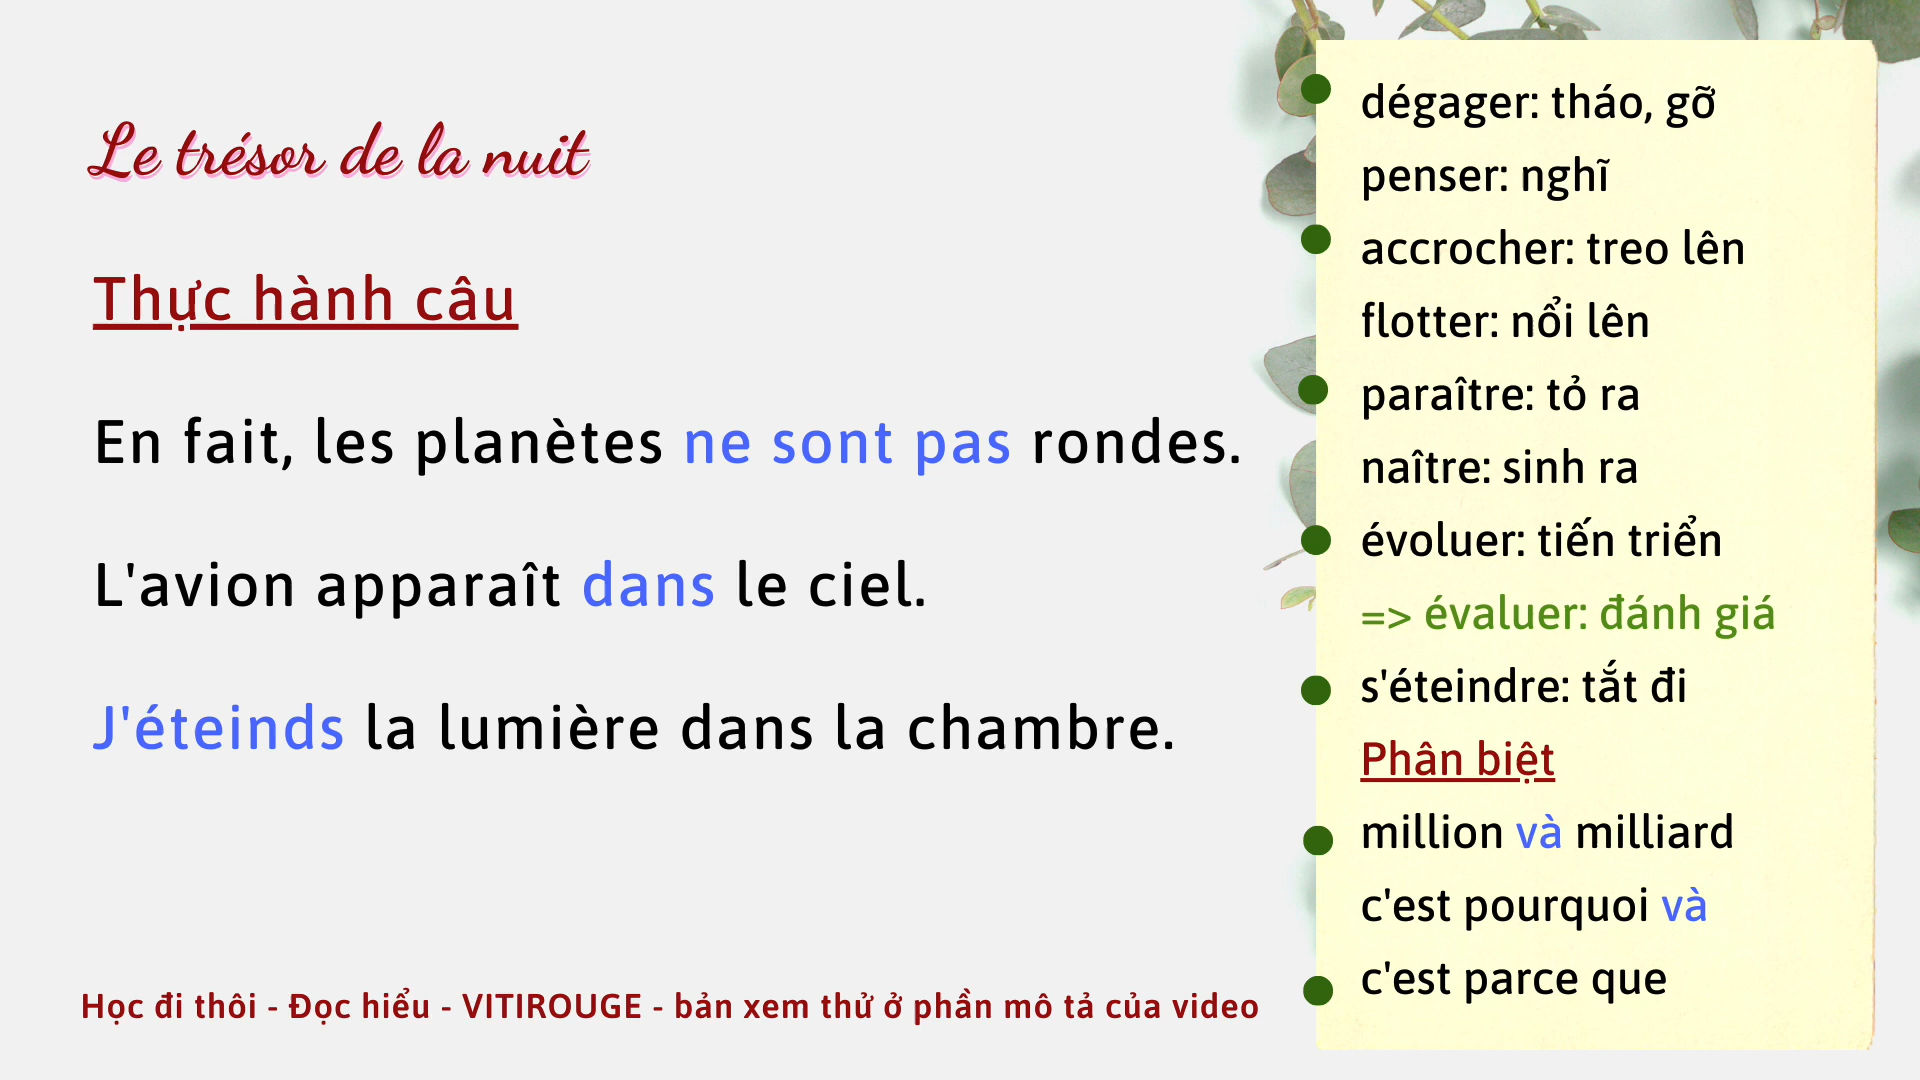 Le trésor de la nuit
Thực hành câu
En fait, les planètes ne sont pas rondes.
L'avion apparaît dans le ciel.
J'éteinds la lumière dans la chambre.
Học đi thôi - Đọc hiểu - VITIROUGE - bản xem thử ở phần mô tả của video
dégager: tháo, gỡ
penser: nghĩ
accrocher: treo lên
flotter: nổi lên
paraître: tỏ ra
naître: sinh ra
évoluer: tiến triển
=> évaluer: đánh giá
s'éteindre: tắt đi
Phân biệt
million và milliard
c'est pourquoi và
c'est parce que